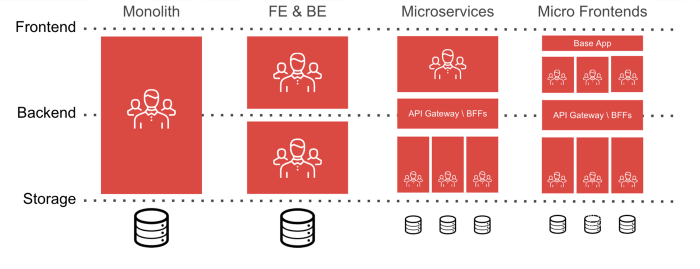 Monolith FE & BE Microservices Micro Frontends
Frontend
Base App
Backend
API Gateway \ BFFs API Gateway \ BFFs
Storage